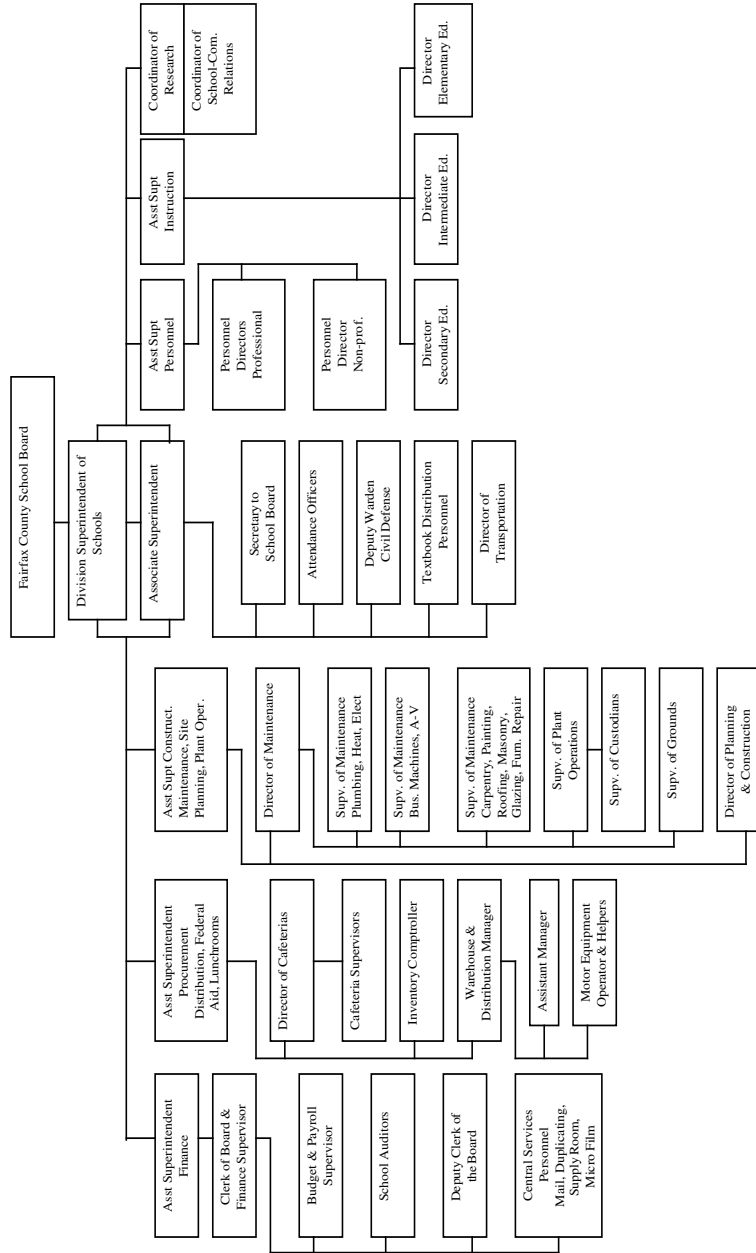 Fairfax County School Board
Division Superintendent of
Schools
Associate Superintendent
Asst Superintendent
Finance
Clerk of Board &
Finance Supervisor
Budget & Payroll
Supervisor
School Auditors
Deputy Clerk of
the Board
Central Services
Personnel
Mail, Duplicating,
Supply Room,
Micro Film
Asst Superintendent
Procurement
Distribution, Federal
Aid, Lunchrooms
Director of Cafeterias
Cafeteria Supervisors
Inventory Comptroller
Warehouse &
Distribution Manager
Assistant Manager
Motor Equipment
Operator & Helpers
Asst Supt Construct.
Maintenance, Site
Planning, Plant Oper.
Director of Maintenance
Supv. of Maintenance
Plumbing, Heat, Elect
Supv. of Maintenance
Bus. Machines, A-V
Supv. of Maintenance
Carpentry, Painting,
Roofing, Masonry,
Glazing, Furn. Repair
Supv. of Plant
Operations
Supv. of Custodians
Supv. of Grounds
Director of Planning
& Construction
Secretary to
School Board
Attendance Officers
Deputy Warden
Civil Defense
Textbook Distribution
Personnel
Director of
Transportation
Asst Supt
Personnel
Personnel
Directors
Professional
Personnel
Director
Non-prof.
Asst Supt
Instruction
Director
Secondary Ed.
Director
Intermediate Ed.
Director
Elementary Ed.
Coordinator of
Research
Coordinator of
School-Com.
Relations